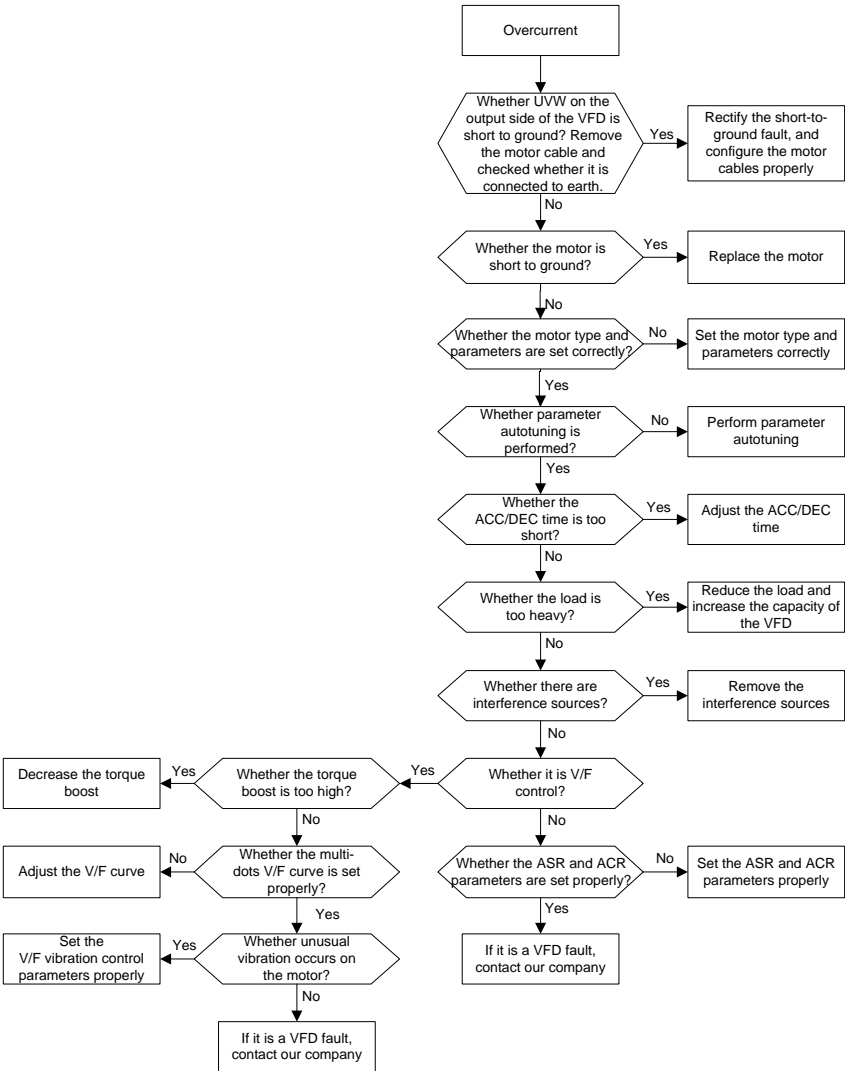 Overcurrent
Whether UVW on the
output side of the VFD is
short to ground? Remove
the motor cable and
checked whether it is
connected to earth.
Yes
Rectify the short-to-
ground fault, and
configure the motor
cables properly
No
Whether the motor is
short to ground?
Yes
Replace the motor
No
Whether the motor type and
parameters are set correctly?
No
Set the motor type and
parameters correctly
Yes
Whether parameter
autotuning is
performed?
No
Perform parameter
autotuning
Yes
Whether the
ACC/DEC time is too
short?
Yes
Adjust the ACC/DEC
time
No
Whether the load is
too heavy?
Yes
Reduce the load and
increase the capacity of
the VFD
No
Whether there are
interference sources?
Yes
Remove the
interference sources
No
Whether it is V/F
control?
Yes
Whether the torque
boost is too high?
Yes
Decrease the torque
boost
No
Whether the multi-
dots V/F curve is set
properly?
No
Adjust the V/F curve
Yes
Whether unusual
vibration occurs on
the motor?
Yes
Set the
V/F vibration control
parameters properly
No
If it is a VFD fault,
contact our company
No
Whether the ASR and ACR
parameters are set properly?
No
Set the ASR and ACR
parameters properly
Yes
If it is a VFD fault,
contact our company